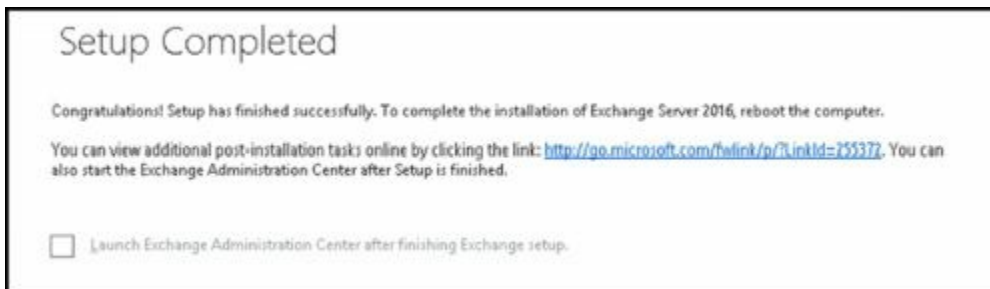 Setup Completed
Congratulations! Setup has finished successfully. To complete the installation of Exchange Server 2016, reboot the computer.
You can view additional post-installation tasks online by clicking the link: http://go.microsoft.com/fwlink/p/?LinkId=255372. You can
also start the Exchange Administration Center after Setup is finished.
Launch Exchange Administration Center after finishing Exchange setup.